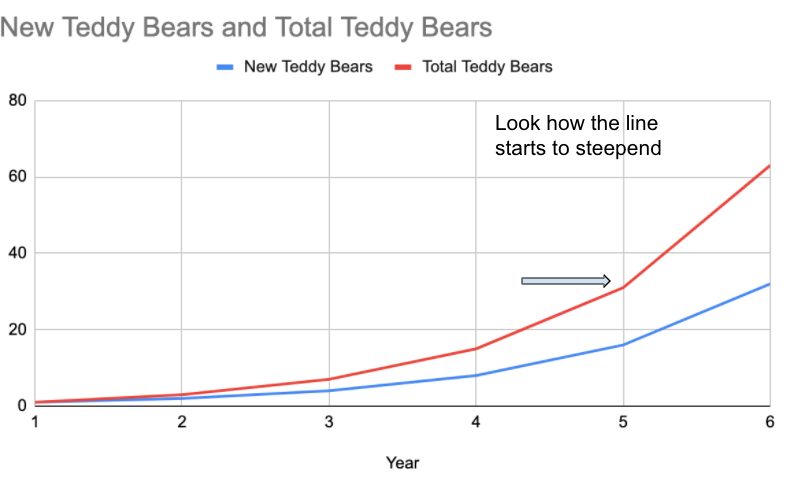 New Teddy Bears and Total Teddy Bears
New Teddy Bears Total Teddy Bears
80
Look how the line
starts to steepend
60
40
20
0
1 2 3 4 5 6
Year